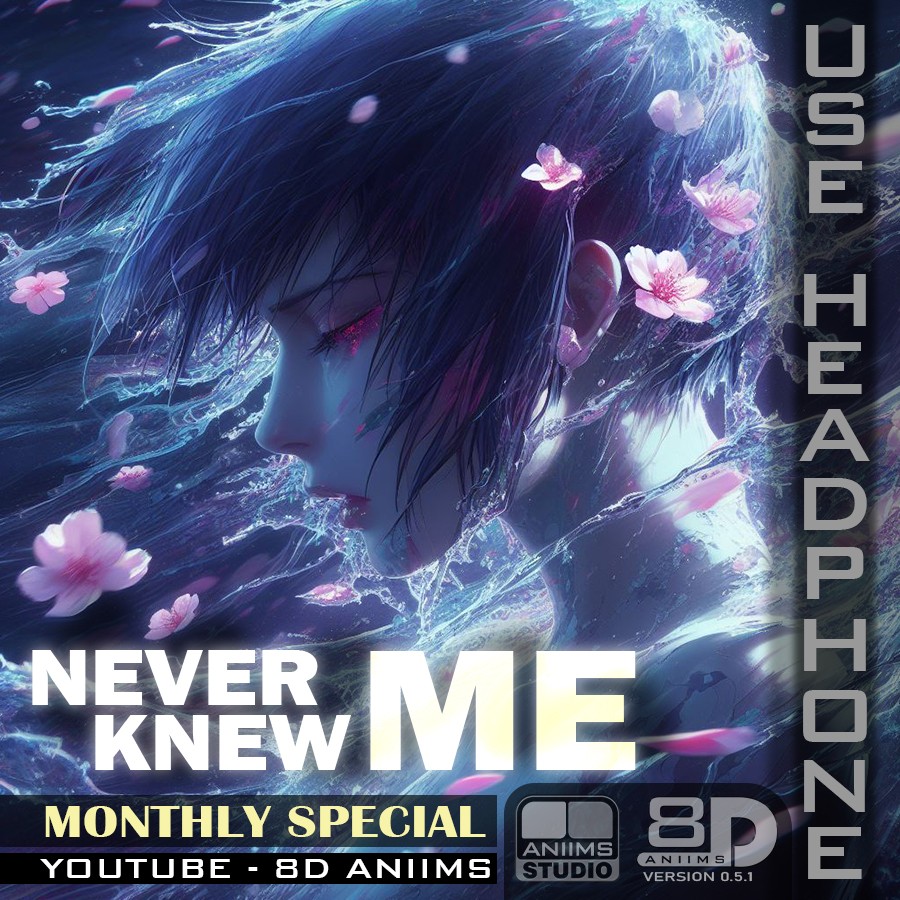 USE HEADPHONE
NEVER
KNEW ME
MONTHLY SPECIAL
YOUTUBE - 8D ANIIMS
ANIIMS
STUDIO
8D
ANIIMS
VERSION 0.5.1